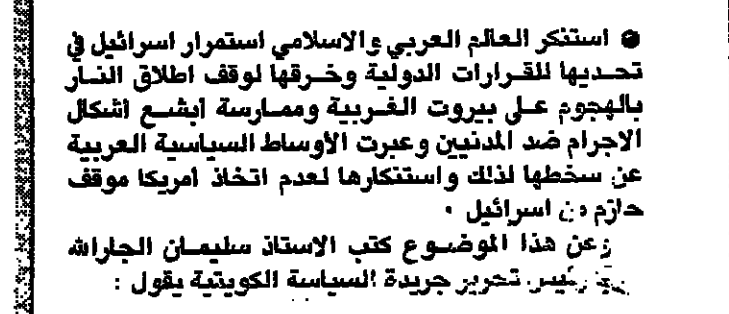 ● استنكر العالم العربي والاسلامي استمرار اسرائيل في
تحديها للقرارات الدولية وخرقها لوقف اطلاق النار
بالهجوم على بيروت الغربية وممارسة ابشع اشكال
الاجرام ضد المدنيين وعبرت الأوساط السياسية العربية
عن سخطها لذلك واستنكارها لعدم اتخاذ امريكا موقف
حازم من اسرائيل .
وعن هذا الموضوع كتب الاستاذ سليمان الجارالله
رئيس تحرير جريدة السياسة الكويتية يقول :